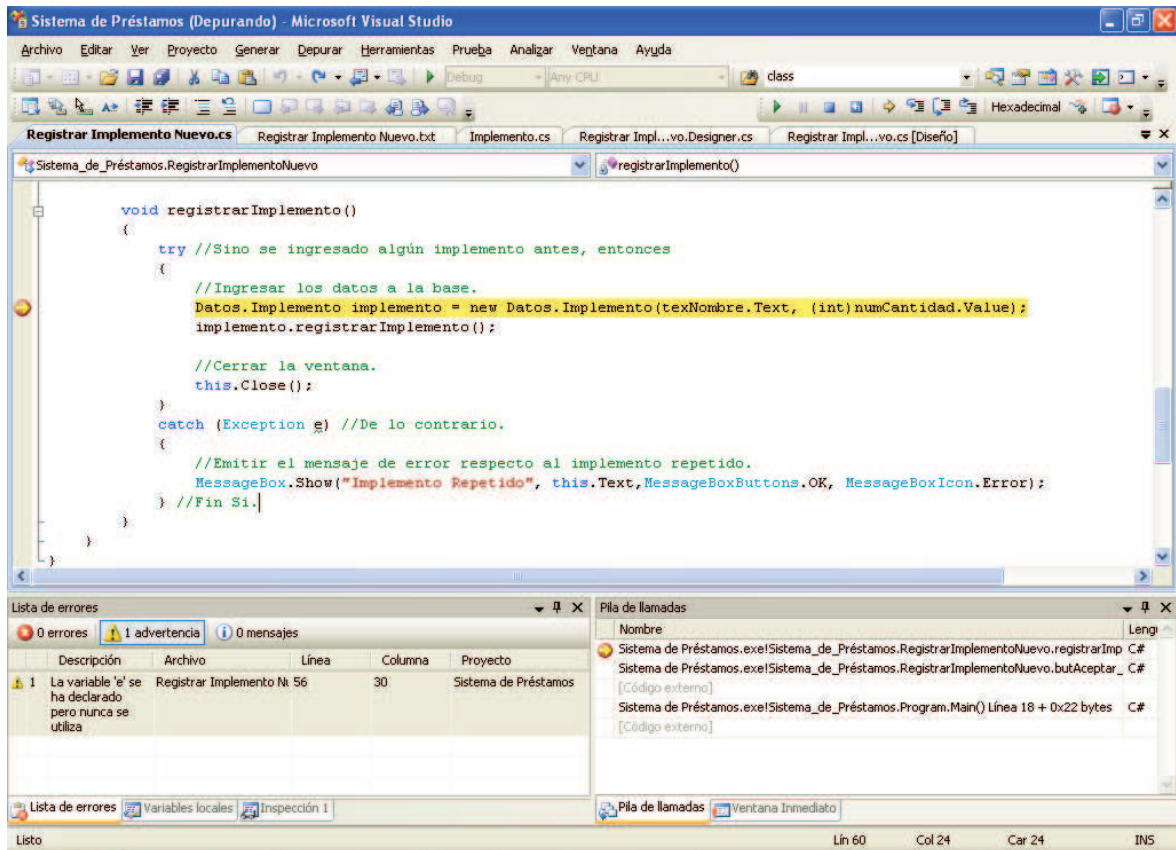 Sistema de Préstamos (Depurando) - Microsoft Visual Studio
Archivo Editar Ver Proyecto Generar Depurar Herramientas Prueba Analizar Ventana Ayuda
Debug Any CPU class
Hexadecimal
Registrar Implemento Nuevo.cs Registrar Implemento Nuevo.txt Implemento.cs Registrar Impl...vo.Designer.cs Registrar Impl...vo.cs [Diseño]
Sistema_de_Préstamos.RegistrarImplementoNuevo registrarImplemento()
void registrarImplemento()
{
try //Sino se ingresado algún implemento antes, entonces
{
//Ingresar los datos a la base.
Datos.Implemento implemento = new Datos.Implemento(texNombre.Text, (int)numCantidad.Value);
implemento.registrarImplemento();
//Cerrar la ventana.
this.Close();
}
catch (Exception e) //De lo contrario.
{
//Emitir el mensaje de error respecto al implemento repetido.
MessageBox.Show("Implemento Repetido", this.Text,MessageBoxButtons.OK, MessageBoxIcon.Error);
} //Fin Si.
}
}
}
Lista de errores
0 errores 1 advertencia 0 mensajes
Descripción Archivo Línea Columna Proyecto
1 La variable 'e' se ha declarado pero nunca se utiliza Registrar Implemento Nu 56 30 Sistema de Préstamos
Lista de errores Variables locales Inspección 1
Pila de llamadas
Nombre Lengu
Sistema de Préstamos.exe!Sistema_de_Préstamos.RegistrarImplementoNuevo.registrarImp C#
Sistema de Préstamos.exe!Sistema_de_Préstamos.RegistrarImplementoNuevo.butAceptar_ C#
[Código externo]
Sistema de Préstamos.exe!Sistema_de_Préstamos.Program.Main() Línea 18 + 0x22 bytes C#
[Código externo]
Pila de llamadas Ventana Inmediato
Listo Lín 60 Col 24 Car 24 INS